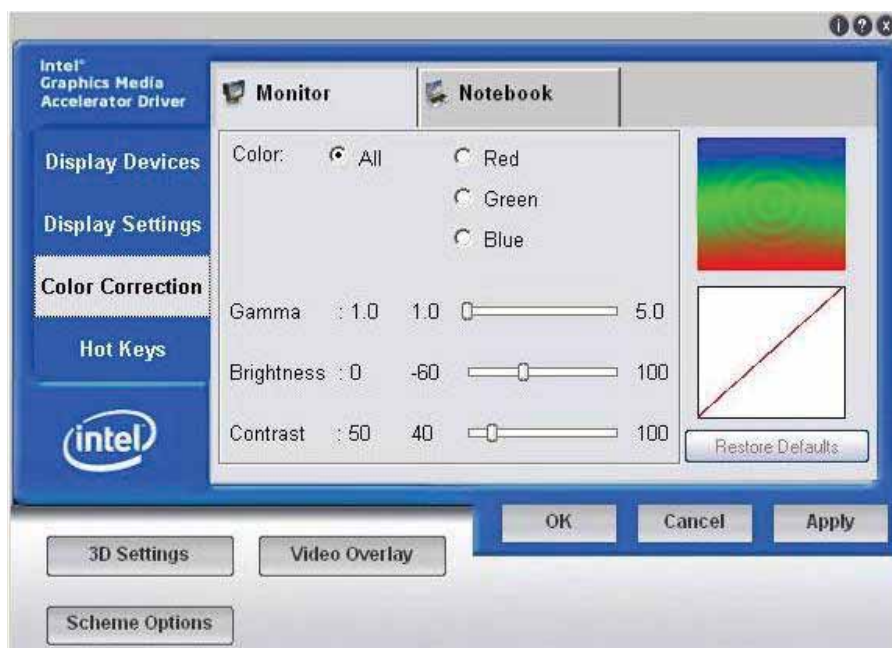 Intel®
Graphics Media
Accelerator Driver
Monitor
Notebook
Display Devices
Display Settings
Color Correction
Hot Keys
intel
Color:
All
Red
Green
Blue
Gamma : 1.0 1.0 5.0
Brightness : 0 -60 100
Contrast : 50 40 100
Restore Defaults
OK
Cancel
Apply
3D Settings
Video Overlay
Scheme Options